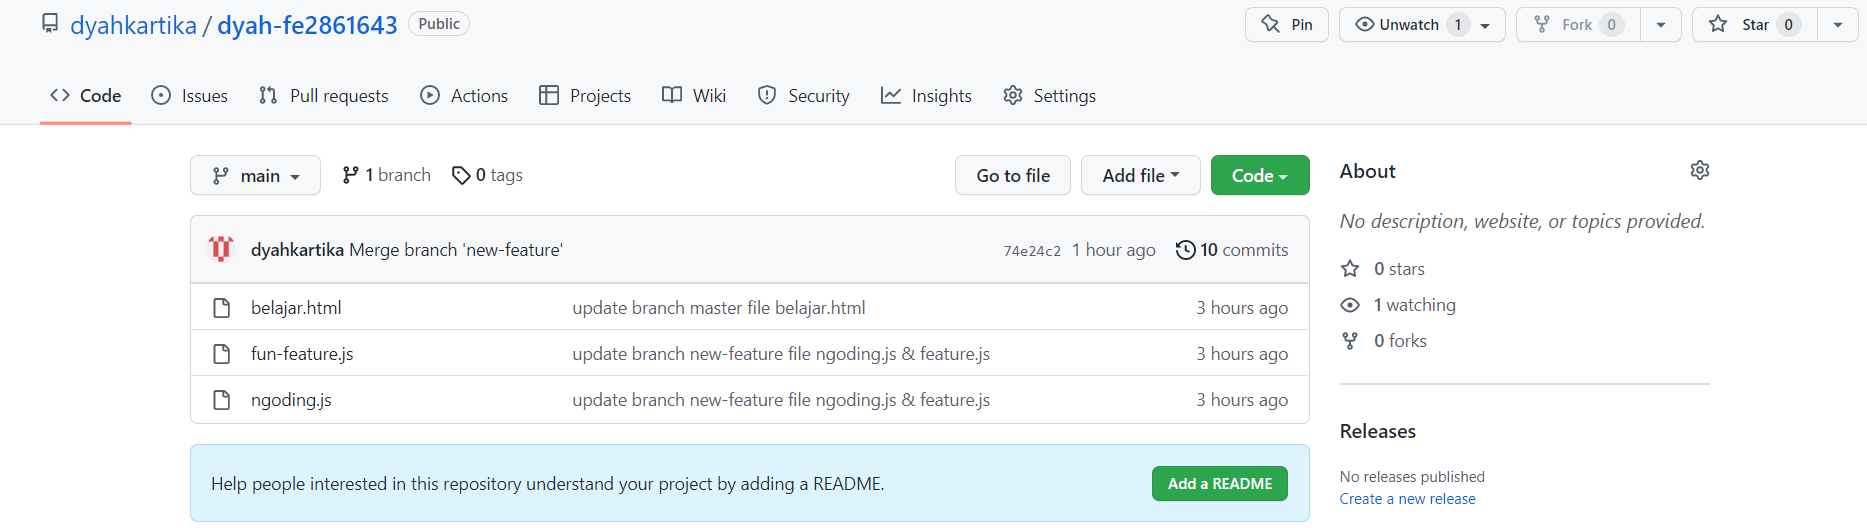 dyahkartika / dyah-fe2861643 Public
Pin Unwatch 1 Fork 0 Star 0
Code Issues Pull requests Actions Projects Wiki Security Insights Settings
main 1 branch 0 tags Go to file Add file Code
dyahkartika Merge branch 'new-feature' 74e24c2 1 hour ago 10 commits
belajar.html update branch master file belajar.html 3 hours ago
fun-feature.js update branch new-feature file ngoding.js & feature.js 3 hours ago
ngoding.js update branch new-feature file ngoding.js & feature.js 3 hours ago
Help people interested in this repository understand your project by adding a README. Add a README
About
No description, website, or topics provided.
0 stars
1 watching
0 forks
Releases
No releases published
Create a new release